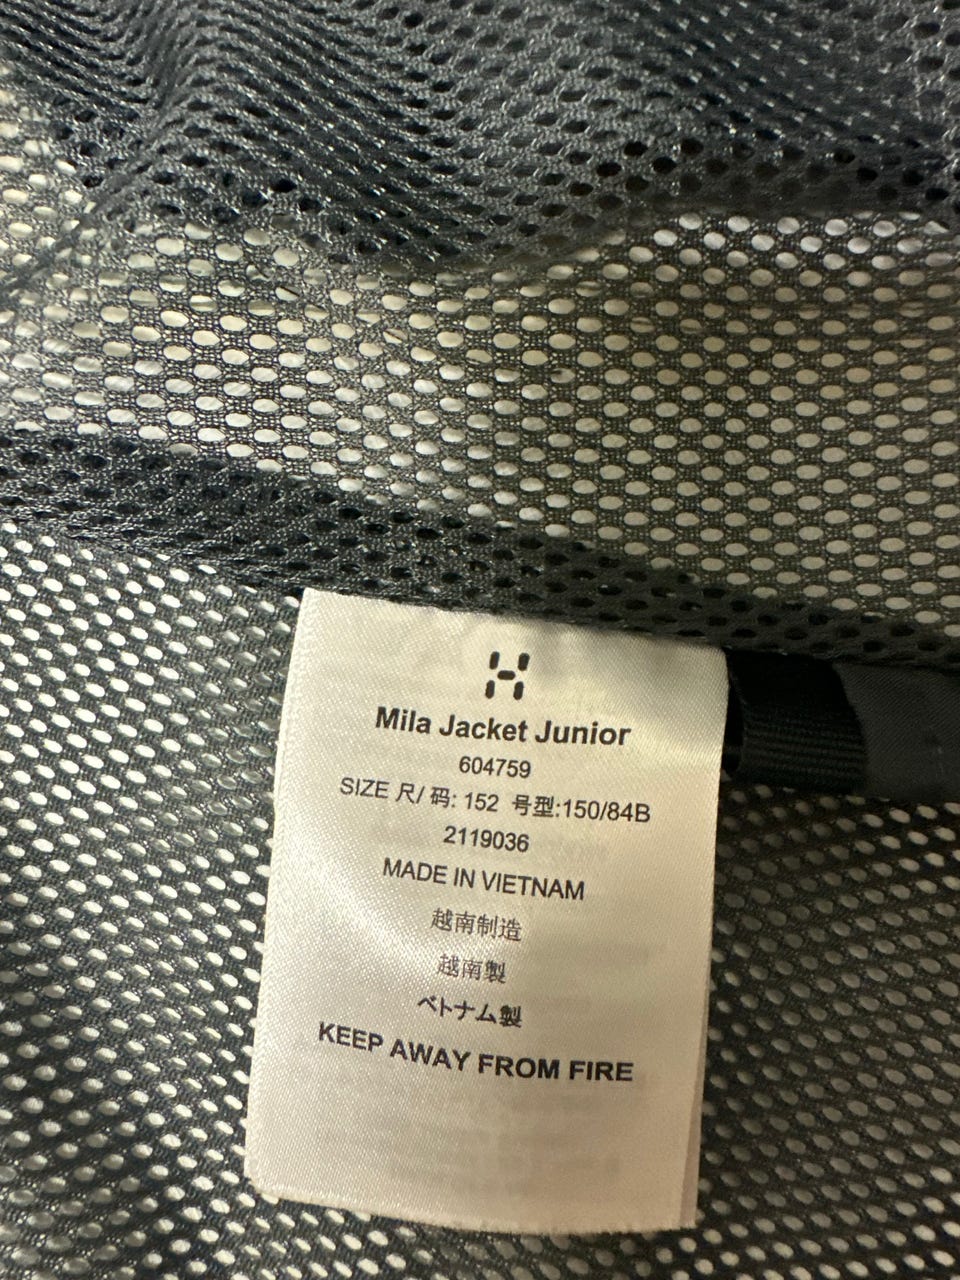 Mila Jacket Junior
604759
SIZE 尺/码: 152 号型:150/84B
2119036
MADE IN VIETNAM
越南制造
越南製
ベトナム製
KEEP AWAY FROM FIRE